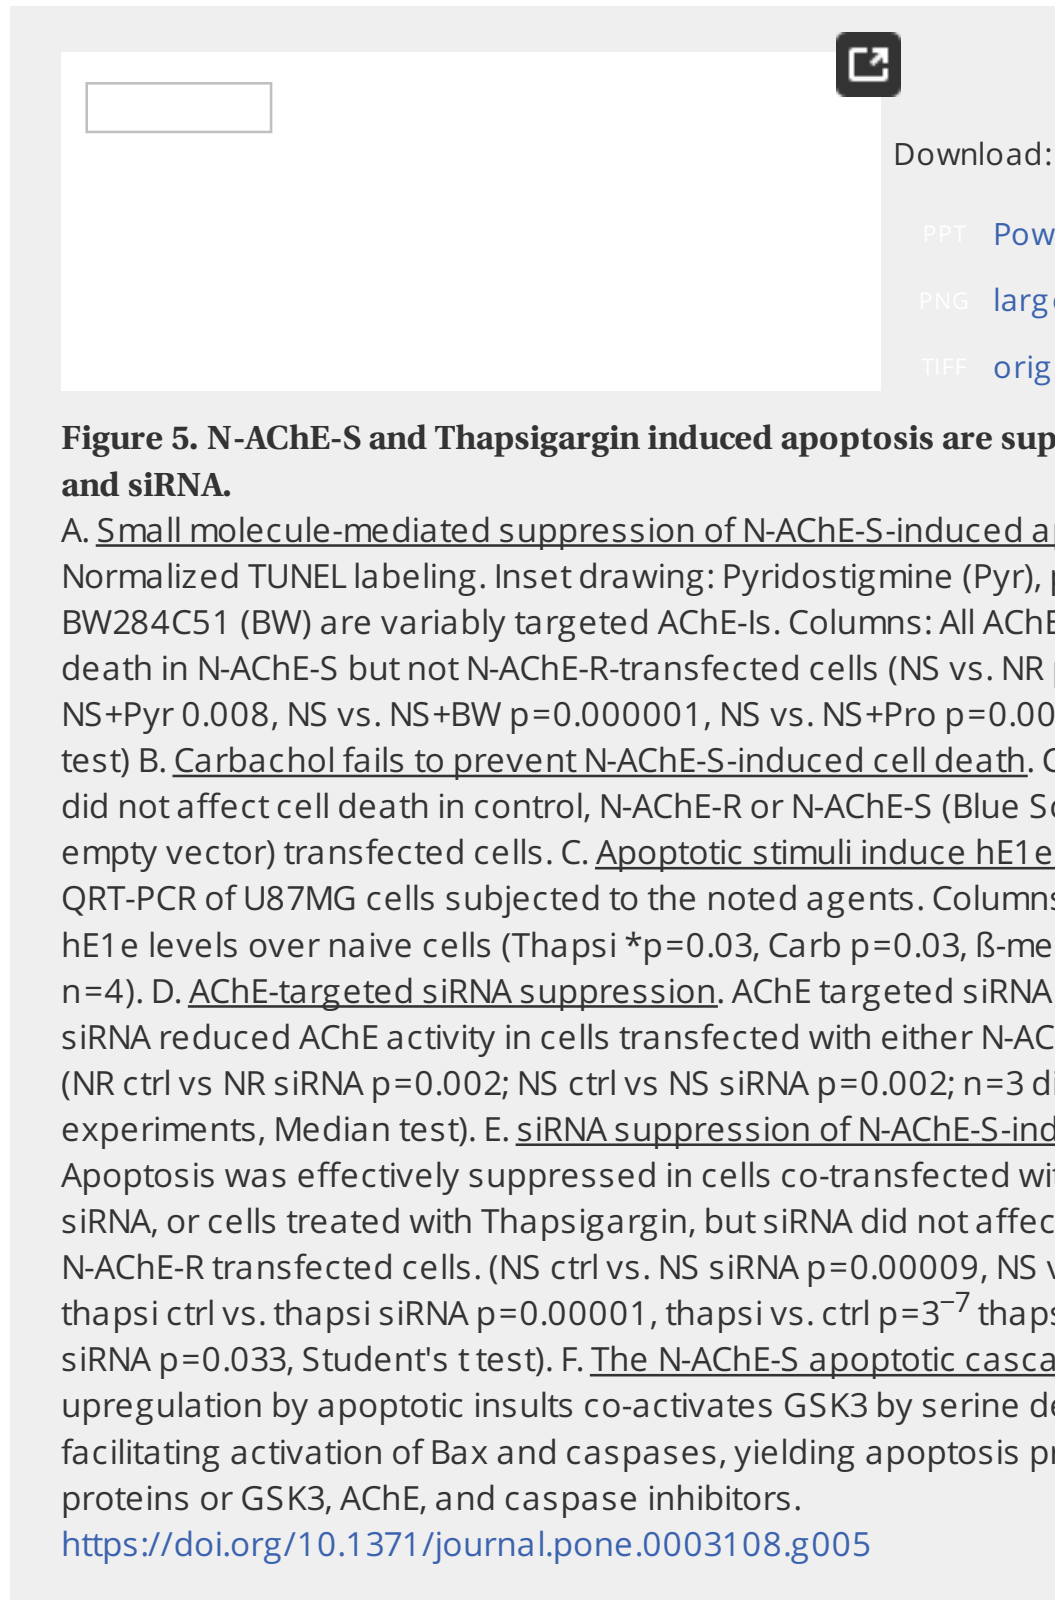 Download:
PPT Pow
PNG larg
TIFF orig
Figure 5. N-AChE-S and Thapsigargin induced apoptosis are sup
and siRNA.
A. Small molecule-mediated suppression of N-AChE-S-induced a
Normalized TUNEL labeling. Inset drawing: Pyridostigmine (Pyr), p
BW284C51 (BW) are variably targeted AChE-Is. Columns: All AChE
death in N-AChE-S but not N-AChE-R-transfected cells (NS vs. NR p
NS+Pyr 0.008, NS vs. NS+BW p=0.000001, NS vs. NS+Pro p=0.00
test) B. Carbachol fails to prevent N-AChE-S-induced cell death. C
did not affect cell death in control, N-AChE-R or N-AChE-S (Blue Sc
empty vector) transfected cells. C. Apoptotic stimuli induce hE1e
QRT-PCR of U87MG cells subjected to the noted agents. Columns
hE1e levels over naive cells (Thapsi *p=0.03, Carb p=0.03, ß-me
n=4). D. AChE-targeted siRNA suppression. AChE targeted siRNA
siRNA reduced AChE activity in cells transfected with either N-AC
(NR ctrl vs NR siRNA p=0.002; NS ctrl vs NS siRNA p=0.002; n=3 di
experiments, Median test). E. siRNA suppression of N-AChE-S-ind
Apoptosis was effectively suppressed in cells co-transfected wit
siRNA, or cells treated with Thapsigargin, but siRNA did not affec
N-AChE-R transfected cells. (NS ctrl vs. NS siRNA p=0.00009, NS v
thapsi ctrl vs. thapsi siRNA p=0.00001, thapsi vs. ctrl p=3⁻⁷ thaps
siRNA p=0.033, Student's t test). F. The N-AChE-S apoptotic casca
upregulation by apoptotic insults co-activates GSK3 by serine de
facilitating activation of Bax and caspases, yielding apoptosis pr
proteins or GSK3, AChE, and caspase inhibitors.
https://doi.org/10.1371/journal.pone.0003108.g005